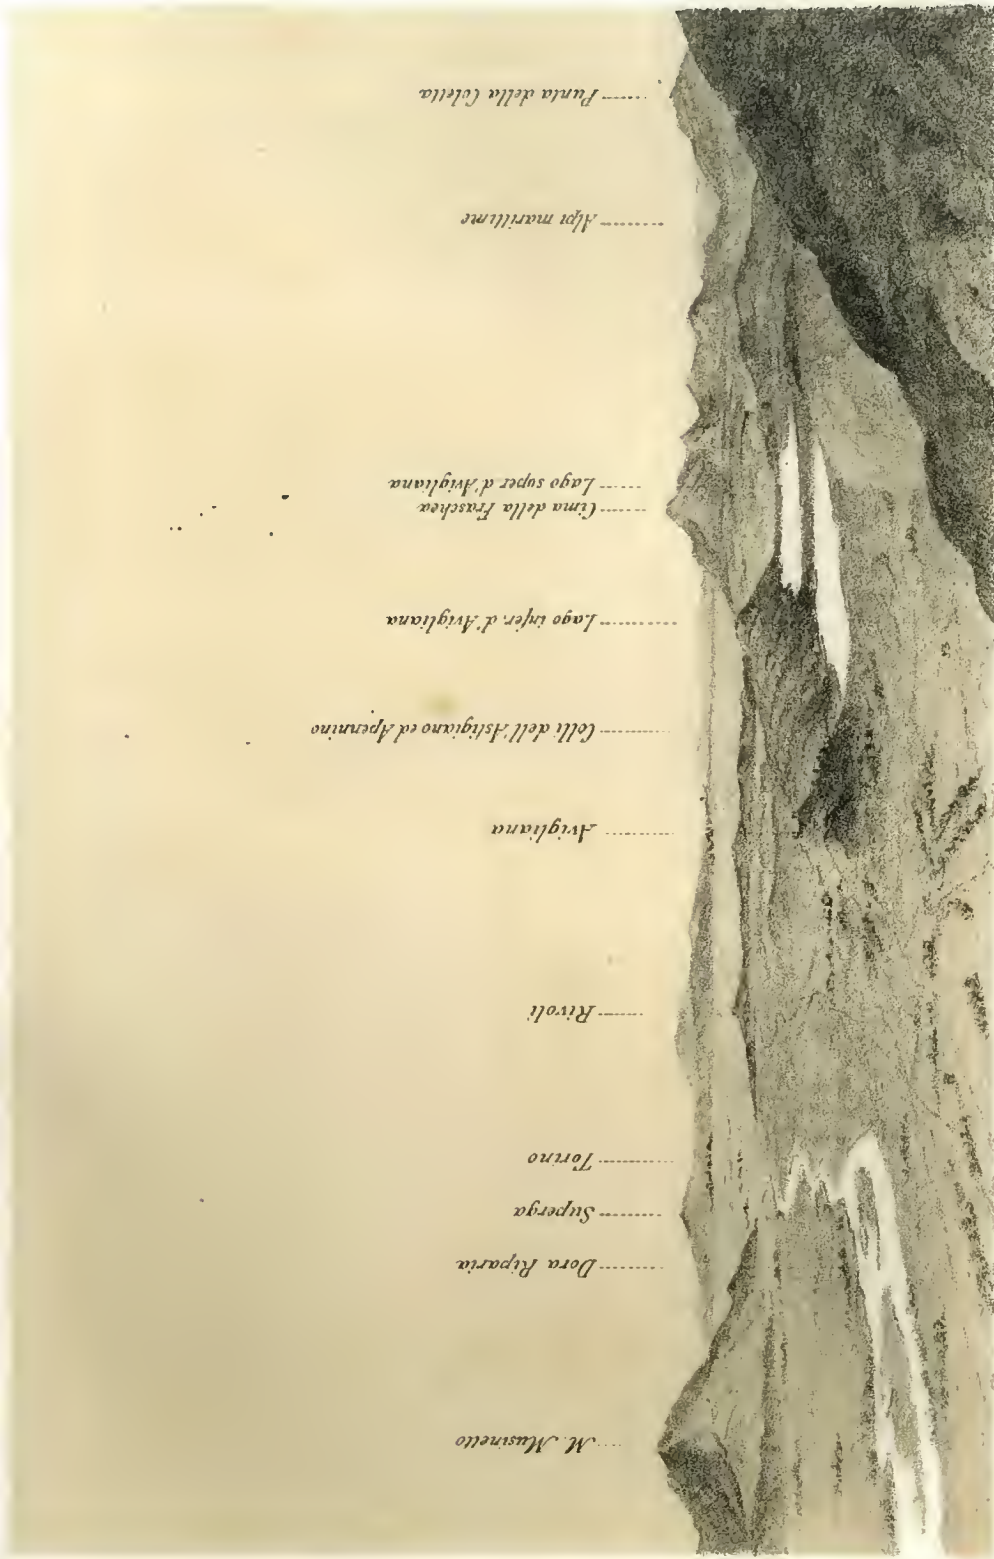 M. Musinetto
Dora Riparia
Superga
Torino
Rivoli
Avigliana
Colli dell'Astigiano ed Apennino
Lago infer. d'Avigliana
Cima della Fraschea
Lago super d'Avigliana
Alpi marittime
Punta della Coletta